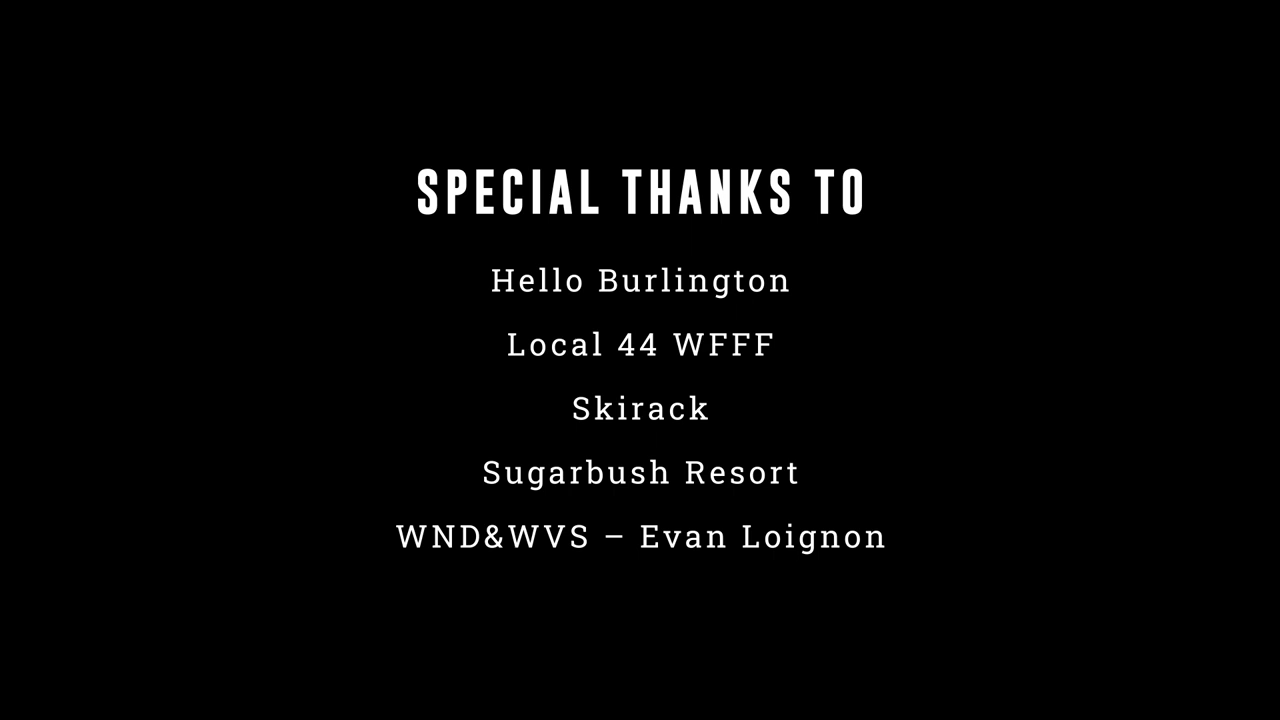 SPECIAL THANKS TO
Hello Burlington
Local 44 WFFF
Skirack
Sugarbush Resort
WND&WVS – Evan Loignon